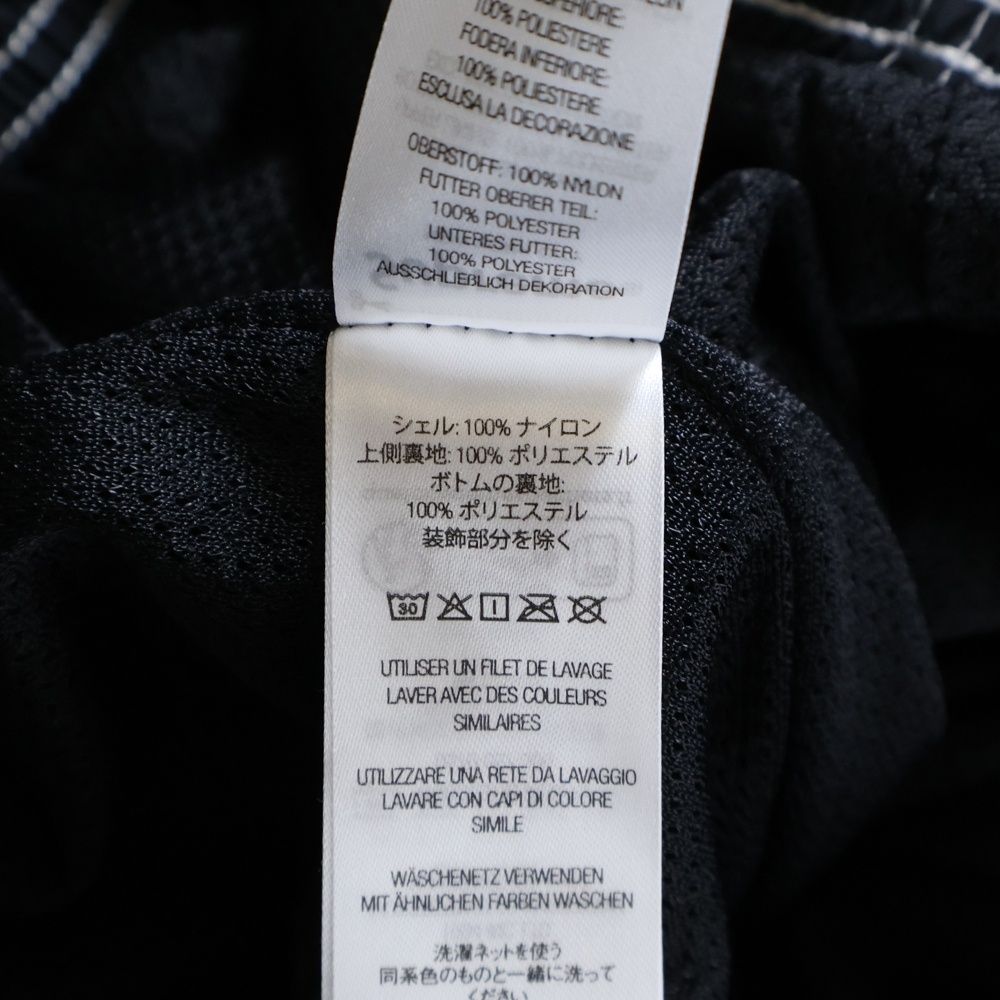 100% POLIESTERE
FODERA INFERIORE:
100% POLIESTERE
ESCLUSA LA DECORAZIONE
OBERSTOFF: 100% NYLON
FUTTER OBERER TEIL:
100% POLYESTER
UNTERES FUTTER:
100% POLYESTER
AUSSCHLIEBLICH DEKORATION
シェル: 100% ナイロン
上側裏地: 100% ポリエステル
ボトムの裏地:
100% ポリエステル
装飾部分を除く
30
UTILISER UN FILET DE LAVAGE
LAVER AVEC DES COULEURS
SIMILAIRES
UTILIZZARE UNA RETE DA LAVAGGIO
LAVARE CON CAPI DI COLORE
SIMILE
WÄSCHENETZ VERWENDEN
MIT ÄHNLICHEN FARBEN WASCHEN
洗濯ネットを使う
同系色のものと一緒に洗って
ください